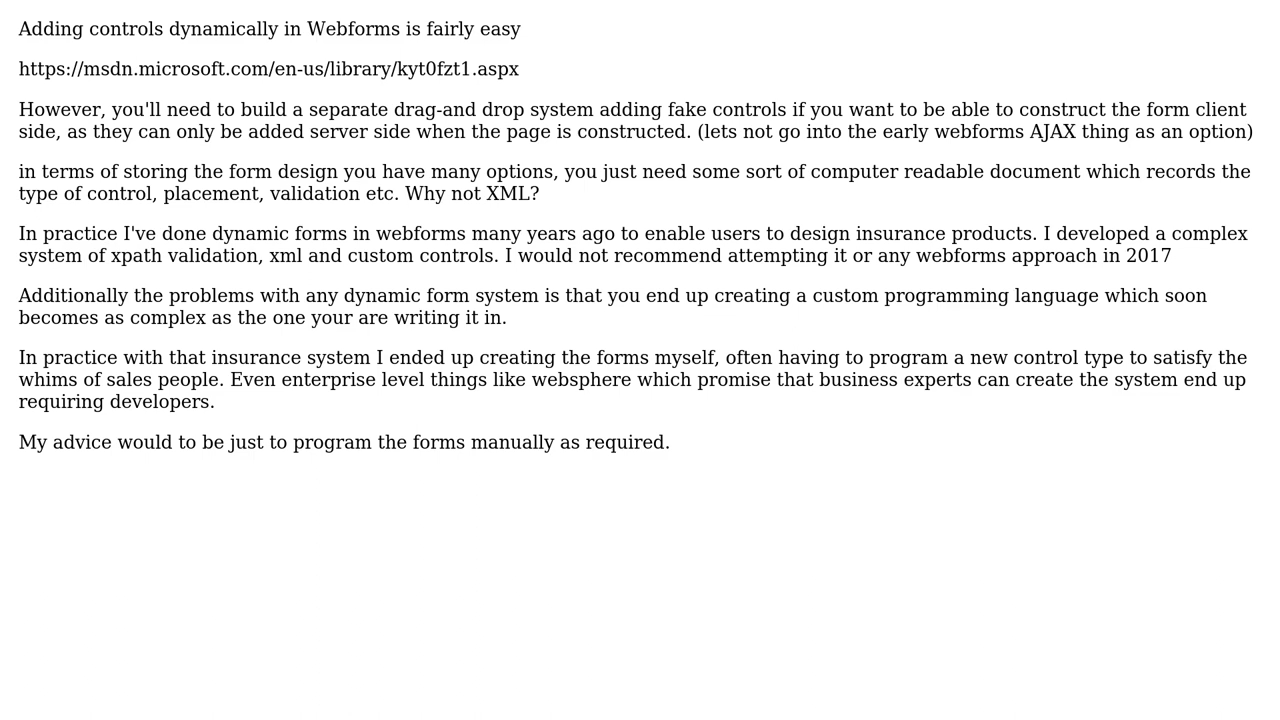 Adding controls dynamically in Webforms is fairly easy
https://msdn.microsoft.com/en-us/library/kyt0fzt1.aspx
However, you'll need to build a separate drag-and drop system adding fake controls if you want to be able to construct the form client
side, as they can only be added server side when the page is constructed. (lets not go into the early webforms AJAX thing as an option)
in terms of storing the form design you have many options, you just need some sort of computer readable document which records the
type of control, placement, validation etc. Why not XML?
In practice I've done dynamic forms in webforms many years ago to enable users to design insurance products. I developed a complex
system of xpath validation, xml and custom controls. I would not recommend attempting it or any webforms approach in 2017
Additionally the problems with any dynamic form system is that you end up creating a custom programming language which soon
becomes as complex as the one your are writing it in.
In practice with that insurance system I ended up creating the forms myself, often having to program a new control type to satisfy the
whims of sales people. Even enterprise level things like websphere which promise that business experts can create the system end up
requiring developers.
My advice would to be just to program the forms manually as required.